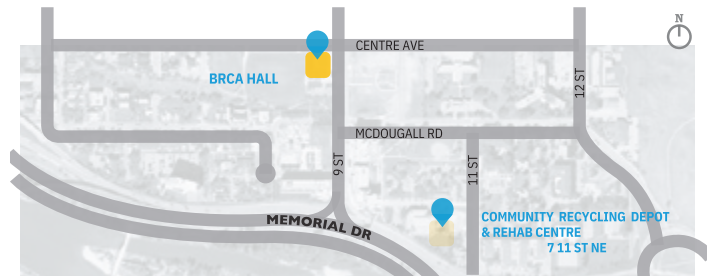 N
CENTRE AVE
BRCA HALL
12 ST
MCDOUGALL RD
9 ST
11 ST
MEMORIAL DR
COMMUNITY RECYCLING DEPOT
& REHAB CENTRE
7 11 ST NE